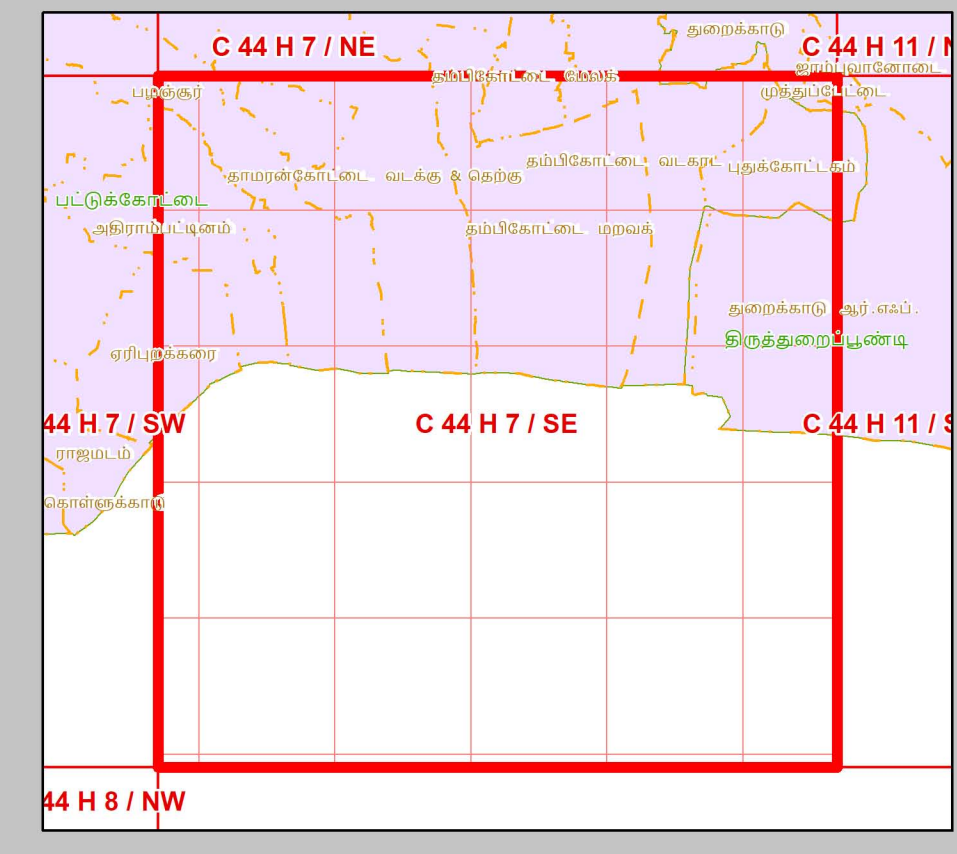 துறைக்காடு
C 44 H 7 / NE
C 44 H 11 / N
ஜாம்புவானோடை
தம்பிகோட்டை மேலக்
பழஞ்சூர்
முத்துப்பேட்டை
தம்பிகோட்டை வடகாட
புதுக்கோட்டகம்
தாமரன்கோட்டை வடக்கு & தெற்கு
பட்டுக்கோட்டை
அதிராம்பட்டினம்
தம்பிகோட்டை மறவக்
துறைக்காடு ஆர்.எஃப்.
திருத்துறைப்பூண்டி
ஏரிபுறக்கரை
44 H 7 / SW
C 44 H 7 / SE
C 44 H 11 / S
ராஜமடம்
கொள்ளுக்காடு
44 H 8 / NW